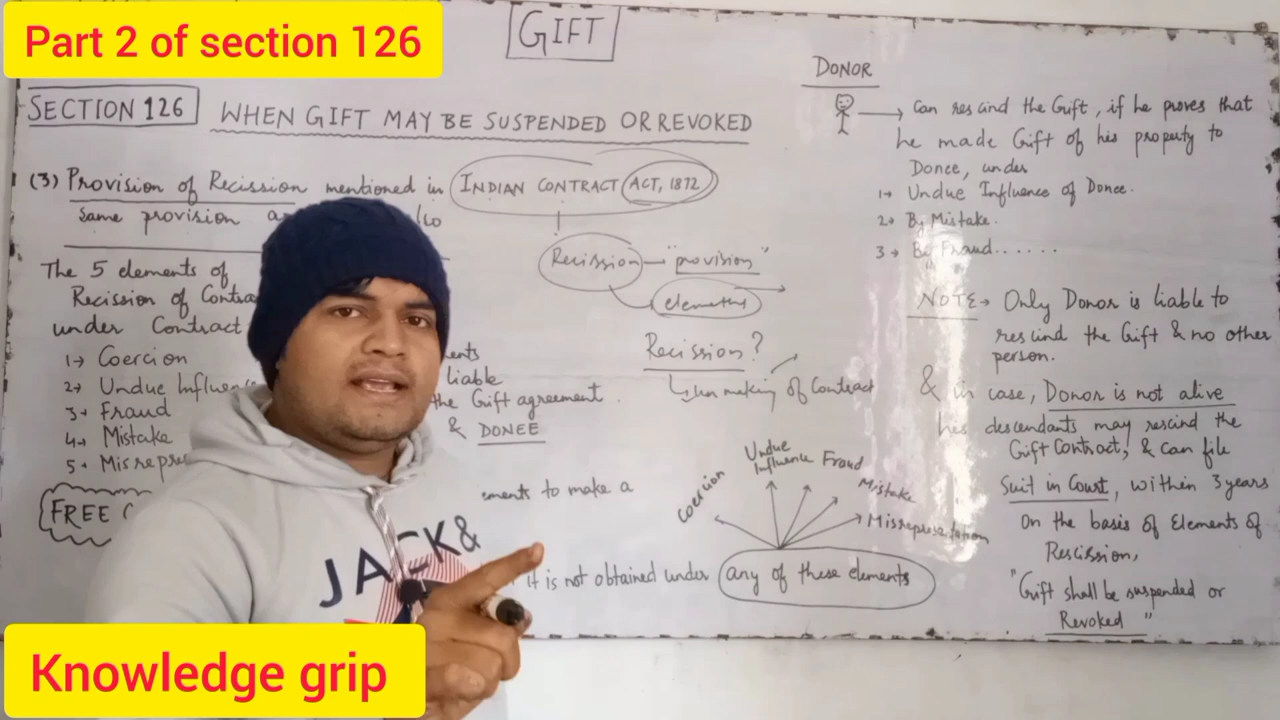 Part 2 of section 126
GIFT
SECTION 126 WHEN GIFT MAY BE SUSPENDED OR REVOKED
(3) Provision of Recission mentioned in INDIAN CONTRACT ACT, 1872
same provision
Recission — "provision"
elements
The 5 elements of
Recission of Contra
under Contract
1→ Coercion
2→ Undue Influence
3→ Fraud
4→ Mistake
5→ Misrepre
FREE C
ments
liable
the Gift agreement.
& DONEE
ements to make a
it is not obtained under any of these elements
Recission?
Un making of Contract
Coercion
Undue
Influence
Fraud
Mistake
Misrepresentation
DONOR
Can rescind the Gift, if he proves that
he made Gift of his property to
Donee, under
1→ Undue Influence of Donee.
2→ By Mistake.
3→ By Fraud......
NOTE→ Only Donor is liable to
rescind the Gift & no other
person.
& in case, Donor is not alive
his descendants may rescind the
Gift Contract, & can file
Suit in Court, within 3 years
On the basis of Elements of
Rescission,
"Gift shall be suspended or
Revoked"
JACK&
Knowledge grip